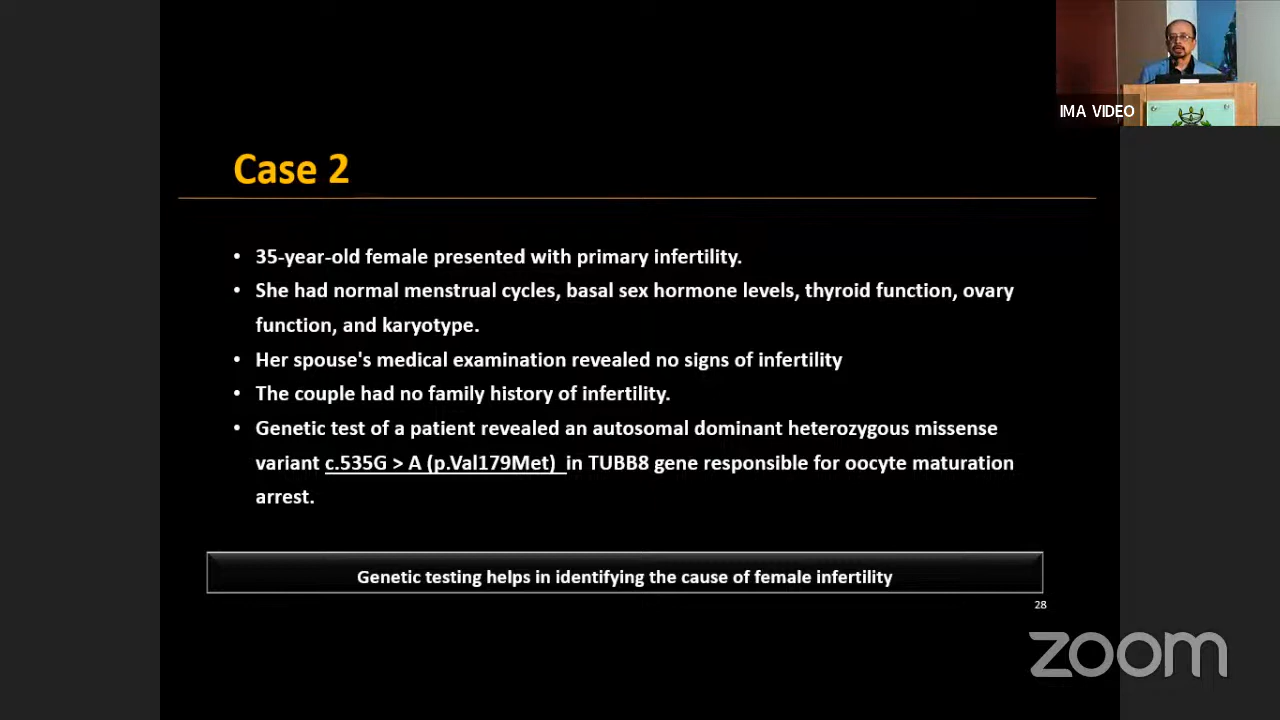 IMA VIDEO
Case 2
• 35-year-old female presented with primary infertility.
• She had normal menstrual cycles, basal sex hormone levels, thyroid function, ovary
function, and karyotype.
• Her spouse's medical examination revealed no signs of infertility
• The couple had no family history of infertility.
• Genetic test of a patient revealed an autosomal dominant heterozygous missense
variant c.535G > A (p.Val179Met) in TUBB8 gene responsible for oocyte maturation
arrest.
Genetic testing helps in identifying the cause of female infertility
28
zoom